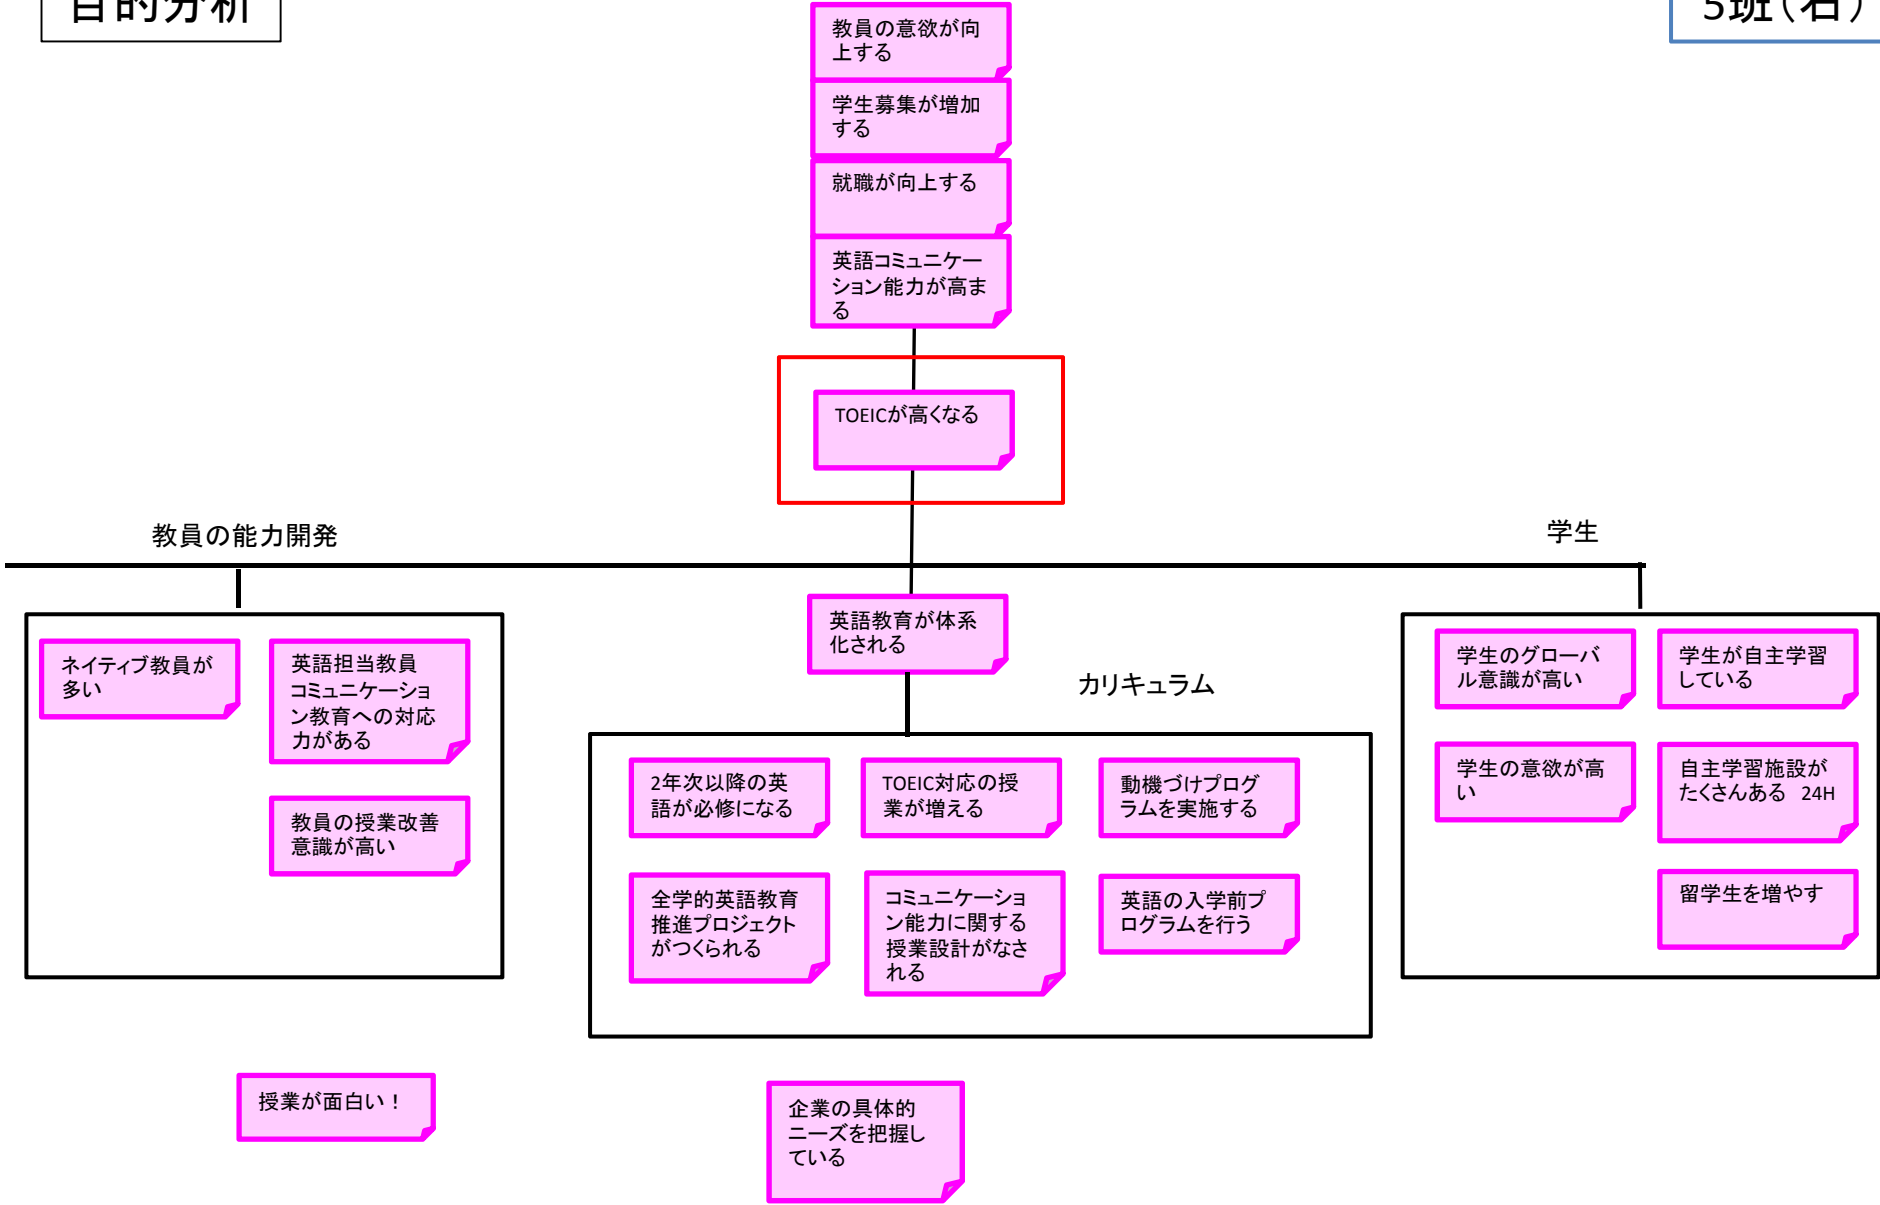 目的分析
5班（右）
教員の意欲が向
上する
学生募集が増加
する
就職が向上する
英語コミュニケー
ション能力が高ま
る
TOEICが高くなる
教員の能力開発
学生
ネイティブ教員が
多い
英語担当教員
コミュニケーショ
ン教育への対応
力がある
教員の授業改善
意識が高い
英語教育が体系
化される
カリキュラム
2年次以降の英
語が必修になる
TOEIC対応の授
業が増える
動機づけプログ
ラムを実施する
全学的英語教育
推進プロジェクト
がつくられる
コミュニケーショ
ン能力に関する
授業設計がなさ
れる
英語の入学前プ
ログラムを行う
学生のグローバ
ル意識が高い
学生が自主学習
している
学生の意欲が高
い
自主学習施設が
たくさんある　24H
留学生を増やす
授業が面白い！
企業の具体的
ニーズを把握し
ている